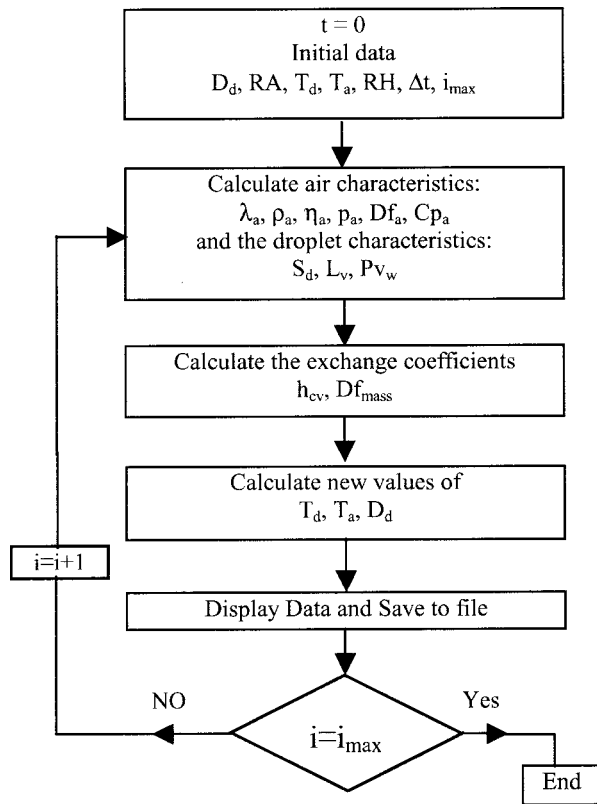 t = 0
Initial data
D_d, RA, T_d, T_a, RH, Δt, i_max
Calculate air characteristics:
λ_a, ρ_a, η_a, p_a, Df_a, Cp_a
and the droplet characteristics:
S_d, L_v, Pv_w
Calculate the exchange coefficients
h_cv, Df_mass
Calculate new values of
T_d, T_a, D_d
i=i+1
Display Data and Save to file
NO
Yes
i=i_max
End